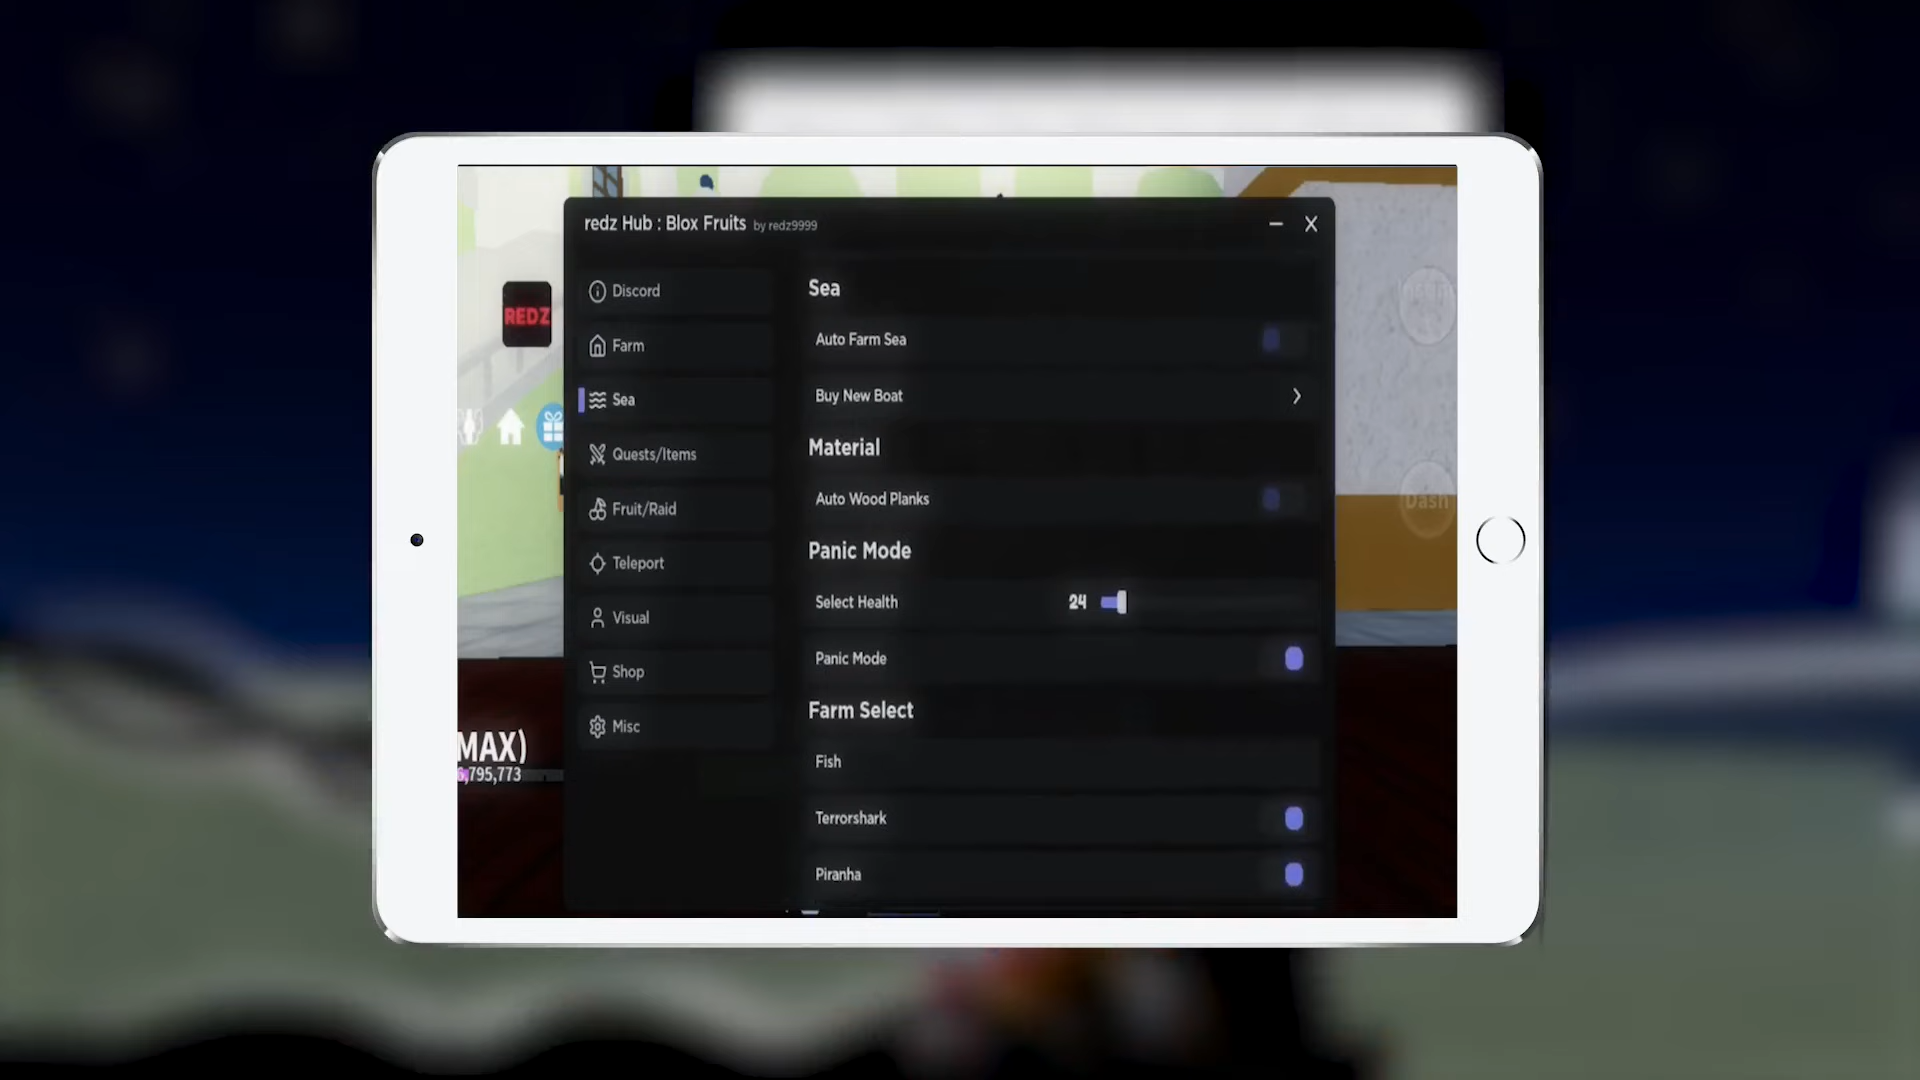 redz Hub : Blox Fruits by redz9999
REDZ
Discord
Farm
Sea
Quests/Items
Fruit/Raid
Teleport
Visual
Shop
Misc
Sea
Auto Farm Sea
Buy New Boat
Material
Auto Wood Planks
Panic Mode
Select Health 24
Panic Mode
Farm Select
Fish
Terrorshark
Piranha
Dash
MAX)
6,795,773